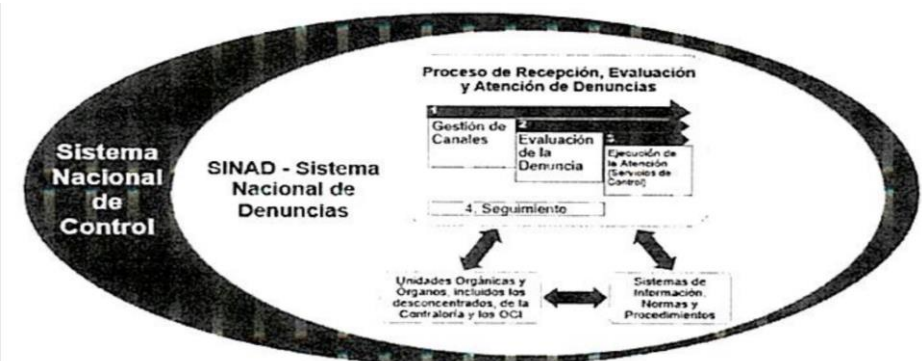 Proceso de Recepción, Evaluación
y Atención de Denuncias
1
Gestión de
Canales
2
Evaluación
de la
Denuncia
3
Ejecución de
la Atención
(Servicios de
Control)
4. Seguimiento
Sistema
Nacional
de
Control
SINAD - Sistema
Nacional de
Denuncias
Unidades Orgánicas y
Órganos, incluidos los
desconcentrados, de la
Contraloría y los OCI
Sistemas de
Información,
Normas y
Procedimientos